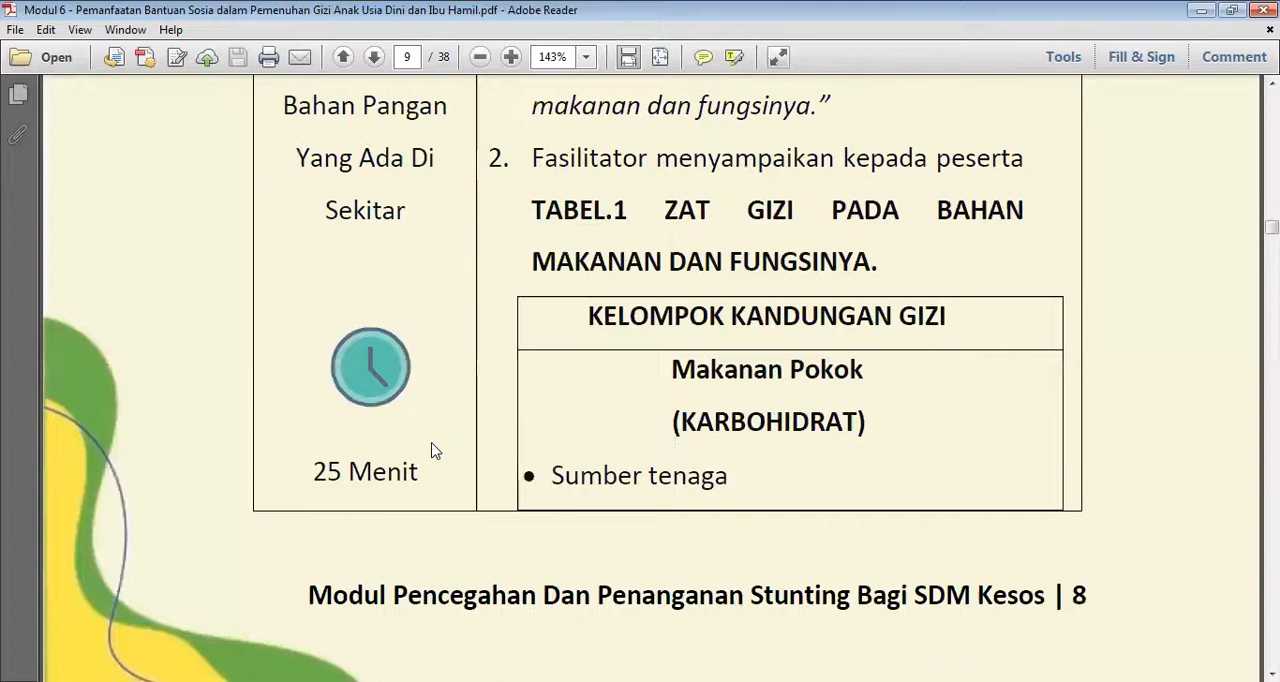 Modul 6 - Pemanfaatan Bantuan Sosia dalam Pemenuhan Gizi Anak Usia Dini dan Ibu Hamil.pdf - Adobe Reader
File Edit View Window Help
Open 9 / 38 143% Tools Fill & Sign Comment
Bahan Pangan
Yang Ada Di
Sekitar
25 Menit
makanan dan fungsinya.”
2. Fasilitator menyampaikan kepada peserta
TABEL.1 ZAT GIZI PADA BAHAN
MAKANAN DAN FUNGSINYA.
KELOMPOK KANDUNGAN GIZI
Makanan Pokok
(KARBOHIDRAT)
• Sumber tenaga
Modul Pencegahan Dan Penanganan Stunting Bagi SDM Kesos | 8